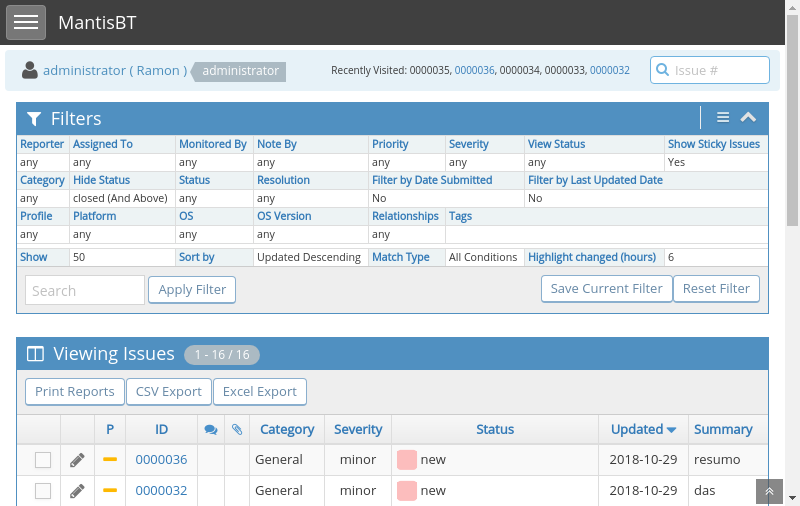 MantisBT
administrator ( Ramon ) administrator Recently Visited: 0000035, 0000036, 0000034, 0000033, 0000032 Issue #
Filters
Reporter Assigned To Monitored By Note By Priority Severity View Status Show Sticky Issues
any any any any any any any Yes
Category Hide Status Status Resolution Filter by Date Submitted Filter by Last Updated Date
any closed (And Above) any any No No
Profile Platform OS OS Version Relationships Tags
any any any any any
Show 50 Sort by Updated Descending Match Type All Conditions Highlight changed (hours) 6
Search Apply Filter Save Current Filter Reset Filter
Viewing Issues 1 - 16 / 16
Print Reports CSV Export Excel Export
P ID Category Severity Status Updated Summary
0000036 General minor new 2018-10-29 resumo
0000032 General minor new 2018-10-29 das